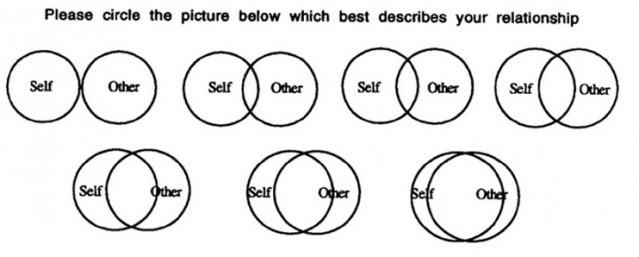 Please circle the picture below which best describes your relationship
Self Other Self Other Self Other Self Other
Self Other Self Other Self Other